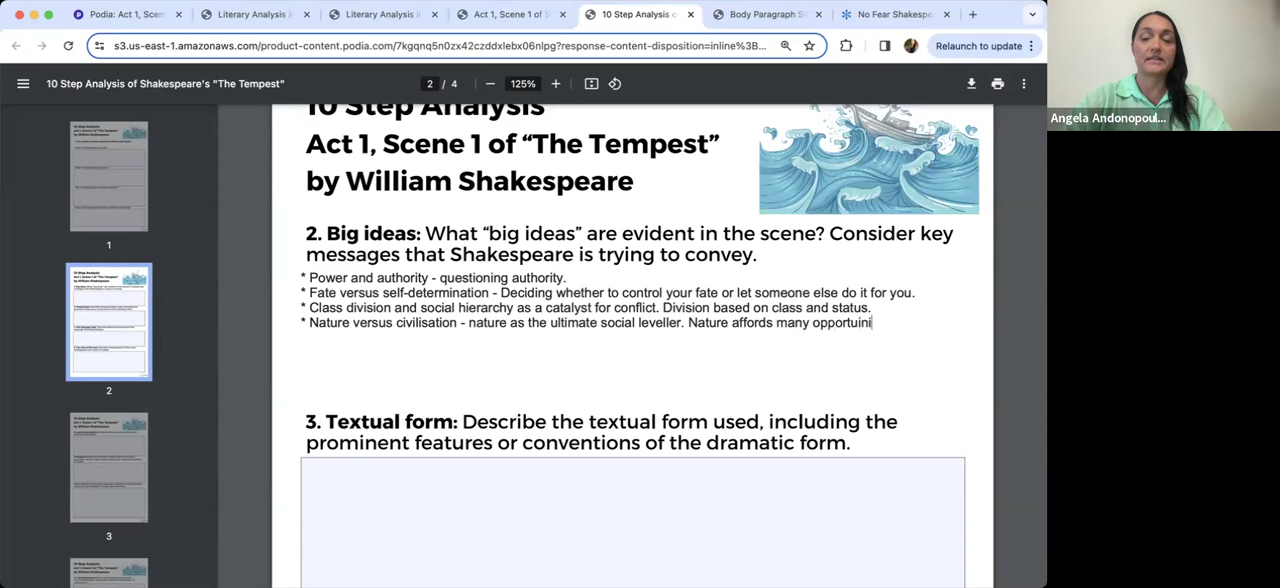 Podia: Act 1, Scen
Literary Analysis i
Literary Analysis i
Act 1, Scene 1 of
10 Step Analysis o
Body Paragraph S
No Fear Shakespe
s3.us-east-1.amazonaws.com/product-content.podia.com/7kgqnq5n0zx42czddxlebx06nlpg?response-content-disposition=inline%3B...
Relaunch to update
10 Step Analysis of Shakespeare's "The Tempest"
2 / 4
125%
Angela Andonopoul...
10 Step Analysis
Act 1, Scene 1 of “The Tempest”
by William Shakespeare
2. Big ideas: What “big ideas” are evident in the scene? Consider key
messages that Shakespeare is trying to convey.
* Power and authority - questioning authority.
* Fate versus self-determination - Deciding whether to control your fate or let someone else do it for you.
* Class division and social hierarchy as a catalyst for conflict. Division based on class and status.
* Nature versus civilisation - nature as the ultimate social leveller. Nature affords many opportuini
3. Textual form: Describe the textual form used, including the
prominent features or conventions of the dramatic form.
1
2
3